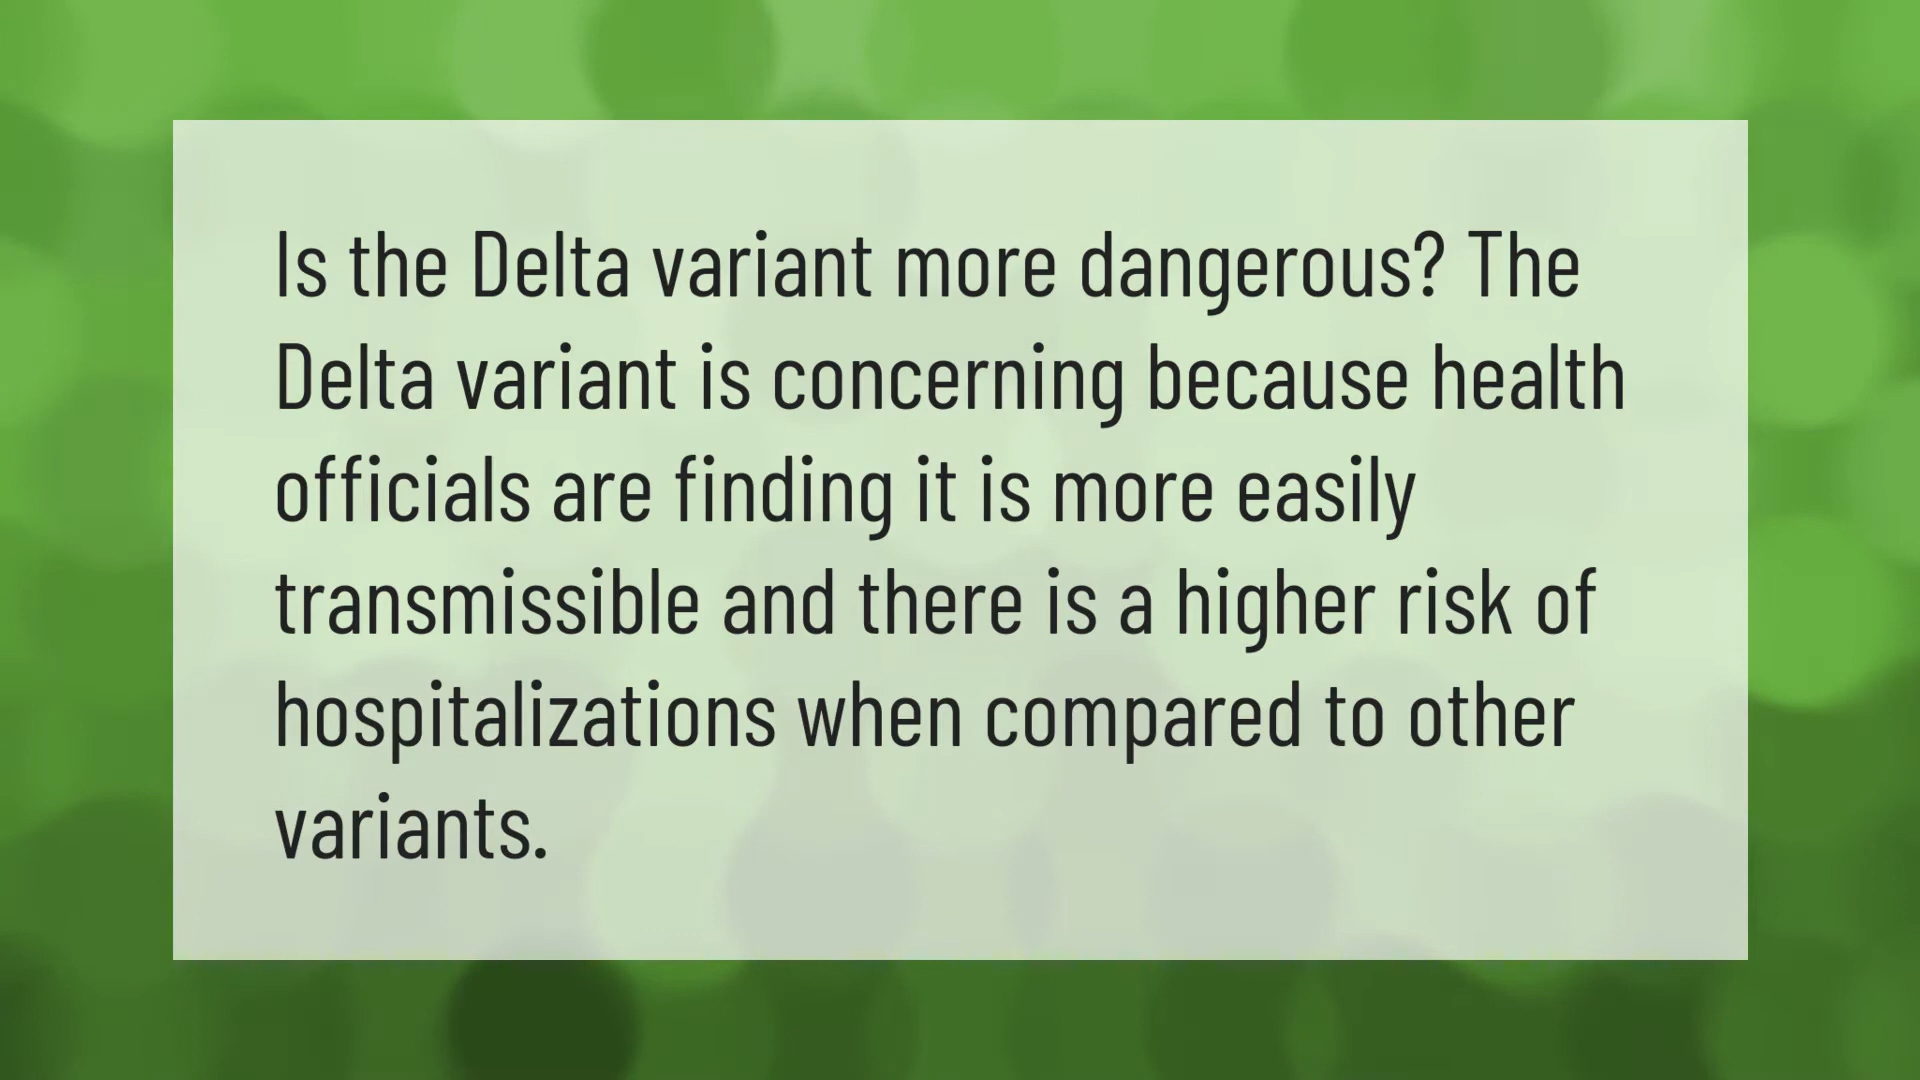 Is the Delta variant more dangerous? The
Delta variant is concerning because health
officials are finding it is more easily
transmissible and there is a higher risk of
hospitalizations when compared to other
variants.